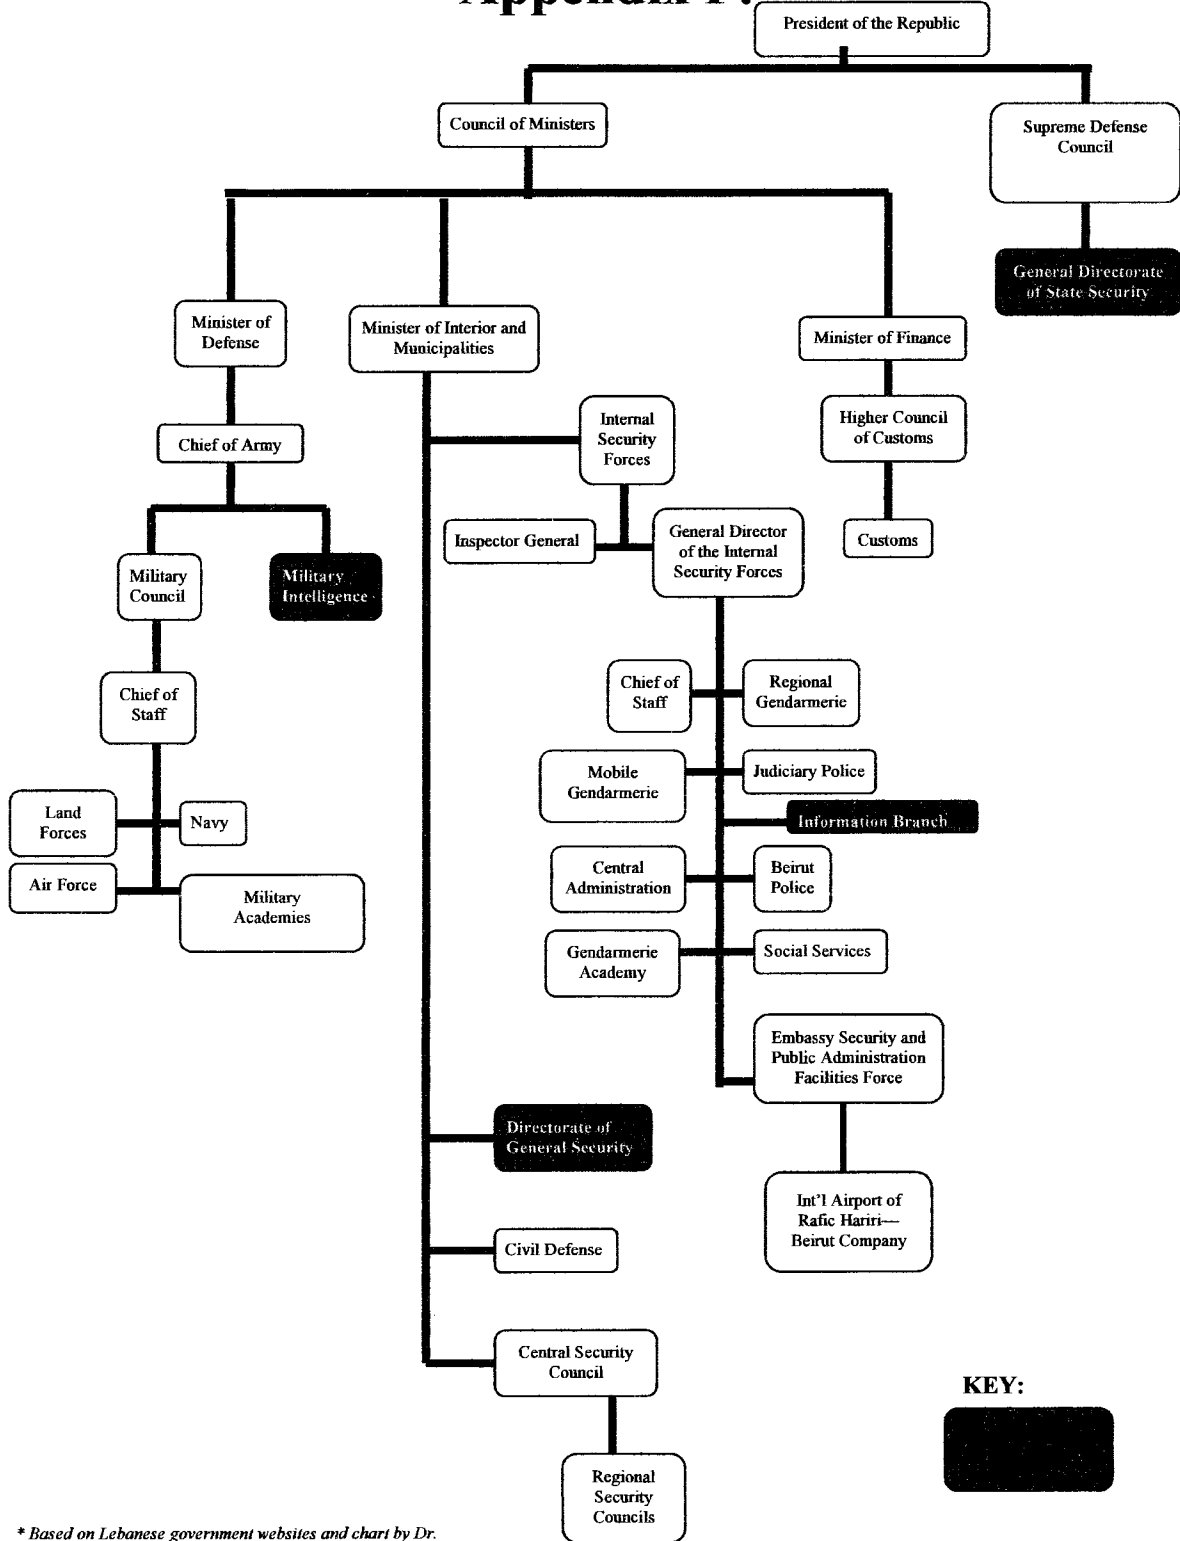 President of the Republic
Council of Ministers
Supreme Defense
Council
General Directorate
of State Security
Minister of
Defense
Minister of Interior and
Municipalities
Minister of Finance
Chief of Army
Internal
Security
Forces
Higher Council
of Customs
Inspector General
General Director
of the Internal
Security Forces
Customs
Military
Council
Military
Intelligence
Chief of
Staff
Chief of
Staff
Regional
Gendarmerie
Mobile
Gendarmerie
Judiciary Police
Land
Forces
Navy
Information Branch
Air Force
Military
Academies
Central
Administration
Beirut
Police
Gendarmerie
Academy
Social Services
Embassy Security and
Public Administration
Facilities Force
Directorate of
General Security
Int'l Airport of
Rafic Hariri—
Beirut Company
Civil Defense
Central Security
Council
KEY:
Regional
Security
Councils
* Based on Lebanese government websites and chart by Dr.